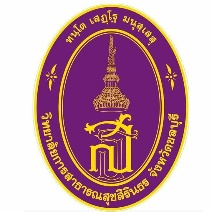 ทนฺโต เสฏฺโฐ มนุสฺเสสุ
วิทยาลัยการสาธารณสุขสิรินธร จังหวัดชลบุรี